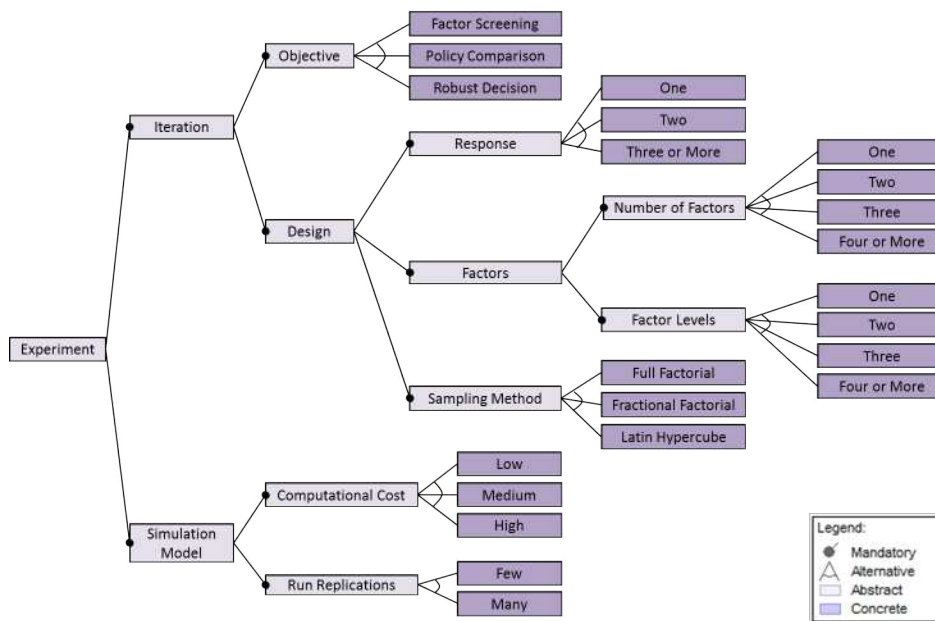 Factor Screening
Objective
Policy Comparison
Robust Decision
One
Iteration
Response
Two
Three or More
One
Two
Number of Factors
Three
Design
Four or More
Factors
One
Factor Levels
Two
Three
Experiment
Full Factorial
Four or More
Sampling Method
Fractional Factorial
Latin Hypercube
Low
Computational Cost
Medium
High
Simulation
Model
Few
Run Replications
Many
Legend:
Mandatory
Alternative
Abstract
Concrete